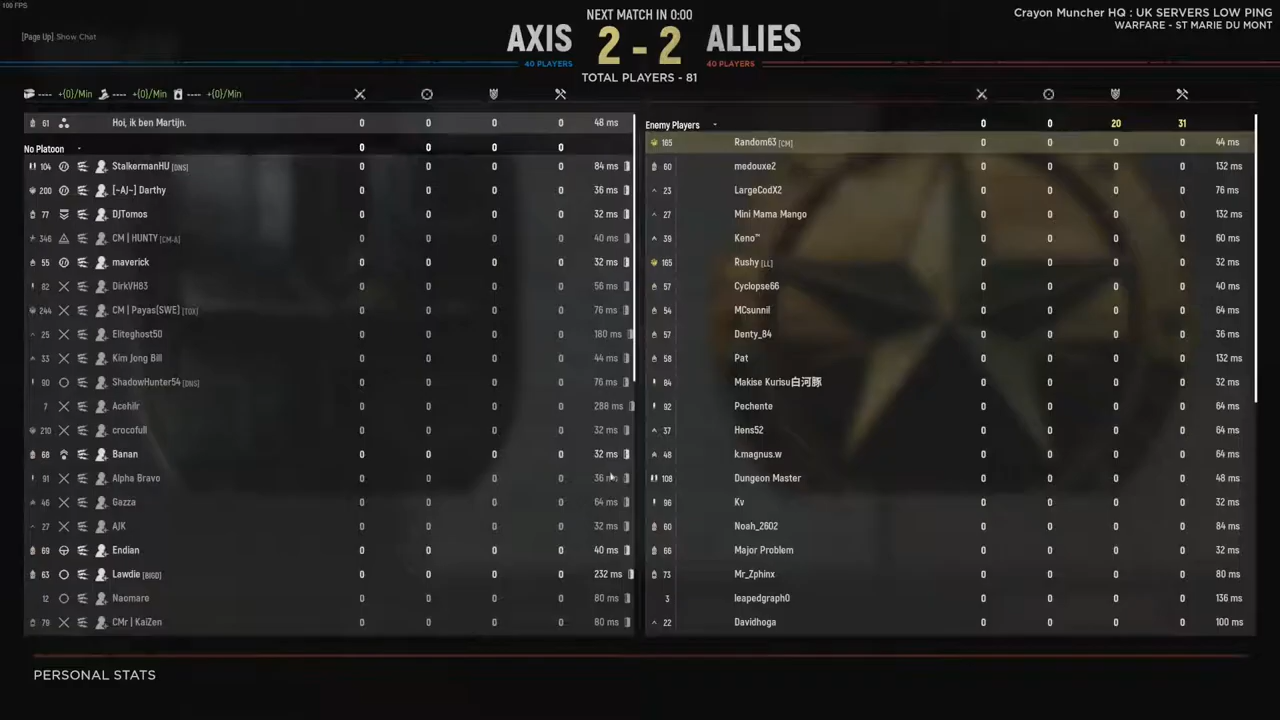 100 FPS
[Page Up] Show Chat
NEXT MATCH IN 0:00
AXIS 2 - 2 ALLIES
40 PLAYERS 40 PLAYERS
TOTAL PLAYERS - 81
Crayon Muncher HQ : UK SERVERS LOW PING
WARFARE - ST MARIE DU MONT
---- +{0}/Min ---- +{0}/Min ---- +{0}/Min
61 Hoi, ik ben Martijn. 48 ms
No Platoon - 0 0 0 0
104 StalkermanHU [DNS] 0 0 0 0 84 ms
200 [~AJ~] Darthy 0 0 0 0 36 ms
77 DJTomos 0 0 0 0 32 ms
346 CM | HUNTY [CM-A] 0 0 0 0 40 ms
55 maverick 0 0 0 0 32 ms
82 DirkVH83 0 0 0 0 56 ms
244 CM | Payas(SWE) [TOX] 0 0 0 0 76 ms
25 Eliteghost50 0 0 0 0 180 ms
33 Kim Jong Bill 0 0 0 0 44 ms
90 ShadowHunter54 [DNS] 0 0 0 0 76 ms
7 Acehilr 0 0 0 0 288 ms
210 crocofull 0 0 0 0 32 ms
68 Banan 0 0 0 0 32 ms
91 Alpha Bravo 0 0 0 0 36 ms
46 Gazza 0 0 0 0 64 ms
27 AJK 0 0 0 0 32 ms
69 Endian 0 0 0 0 40 ms
63 Lawdie [BIGD] 0 0 0 0 232 ms
12 Naomaro 0 0 0 0 80 ms
79 CMr | KaiZen 0 0 0 0 80 ms
Enemy Players - 0 0 20 31
165 Random63 [CM] 0 0 0 0 44 ms
60 medouxe2 0 0 0 0 132 ms
23 LargeCodX2 0 0 0 0 76 ms
27 Mini Mama Mango 0 0 0 0 132 ms
39 Keno™ 0 0 0 0 60 ms
165 Rushy [LL] 0 0 0 0 32 ms
57 Cyclopse66 0 0 0 0 40 ms
54 MCsunnil 0 0 0 0 64 ms
57 Denty_84 0 0 0 0 36 ms
58 Pat 0 0 0 0 132 ms
84 Makise Kurisu白河豚 0 0 0 0 32 ms
92 Pechente 0 0 0 0 64 ms
37 Hens52 0 0 0 0 64 ms
48 k.magnus.w 0 0 0 0 64 ms
108 Dungeon Master 0 0 0 0 48 ms
96 Kv 0 0 0 0 32 ms
60 Noah_2602 0 0 0 0 84 ms
66 Major Problem 0 0 0 0 32 ms
73 Mr_Zphinx 0 0 0 0 80 ms
3 leapedgraph0 0 0 0 0 136 ms
22 Davidhoga 0 0 0 0 100 ms
PERSONAL STATS